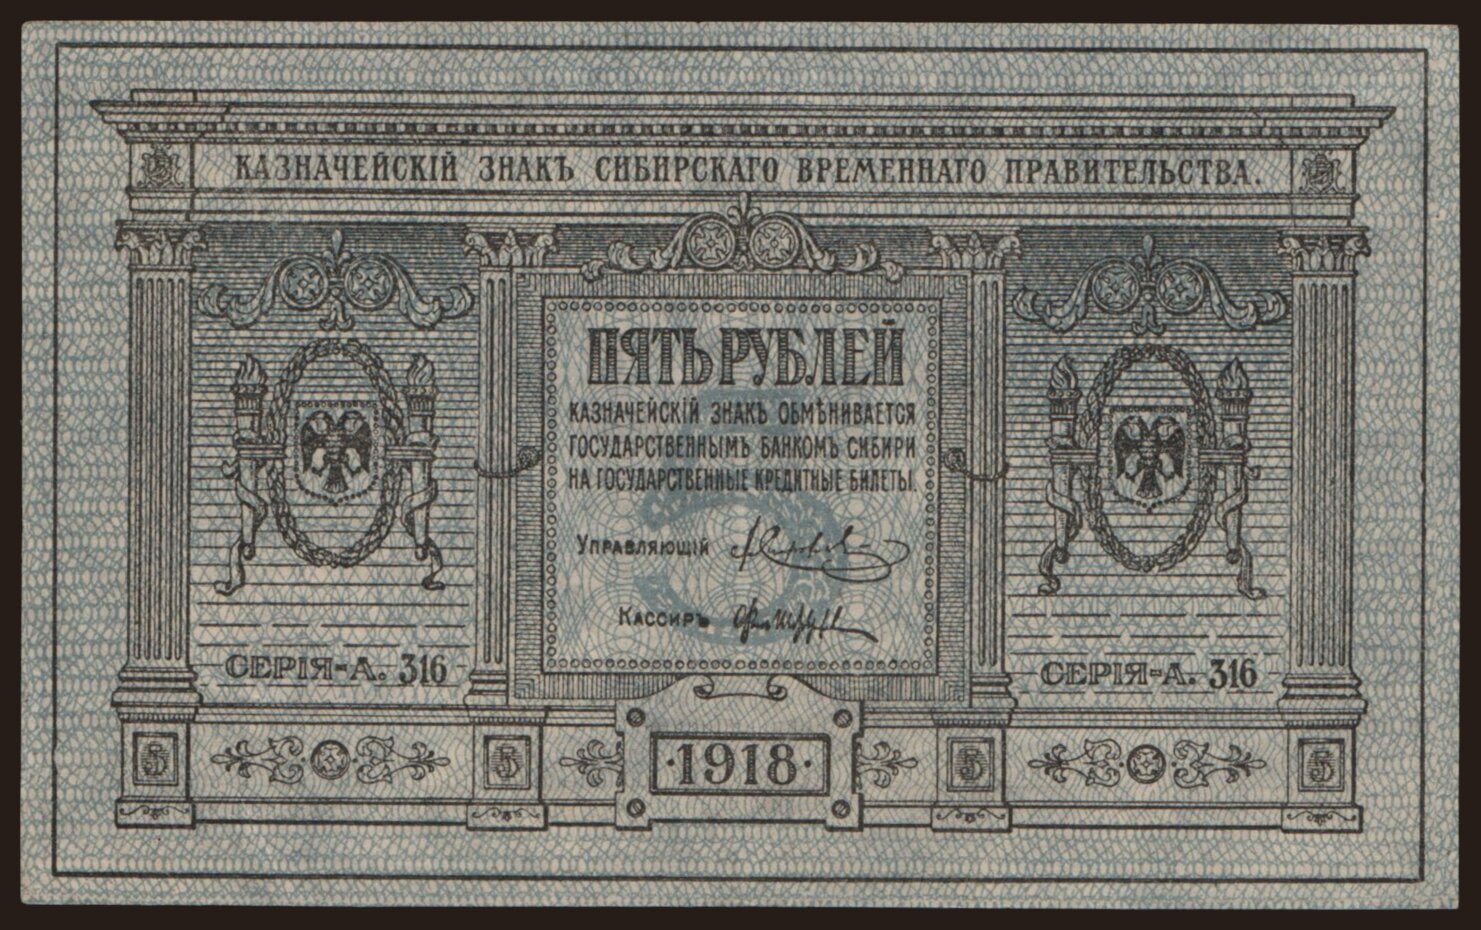 КАЗНАЧЕЙСКІЙ ЗНАКЪ СИБИРСКАГО ВРЕМЕННАГО ПРАВИТЕЛЬСТВА.
ПЯТЬ РУБЛЕЙ
КАЗНАЧЕЙСКІЙ ЗНАКЪ ОБМѢНИВАЕТСЯ
ГОСУДАРСТВЕННЫМЪ БАНКОМЪ СИБИРИ
НА ГОСУДАРСТВЕННЫЕ КРЕДИТНЫЕ БИЛЕТЫ.
5
УПРАВЛЯЮЩІЙ
КАССИРЪ
СЕРІЯ-А. 316
СЕРІЯ-А. 316
5 5 ·1918· 5 5